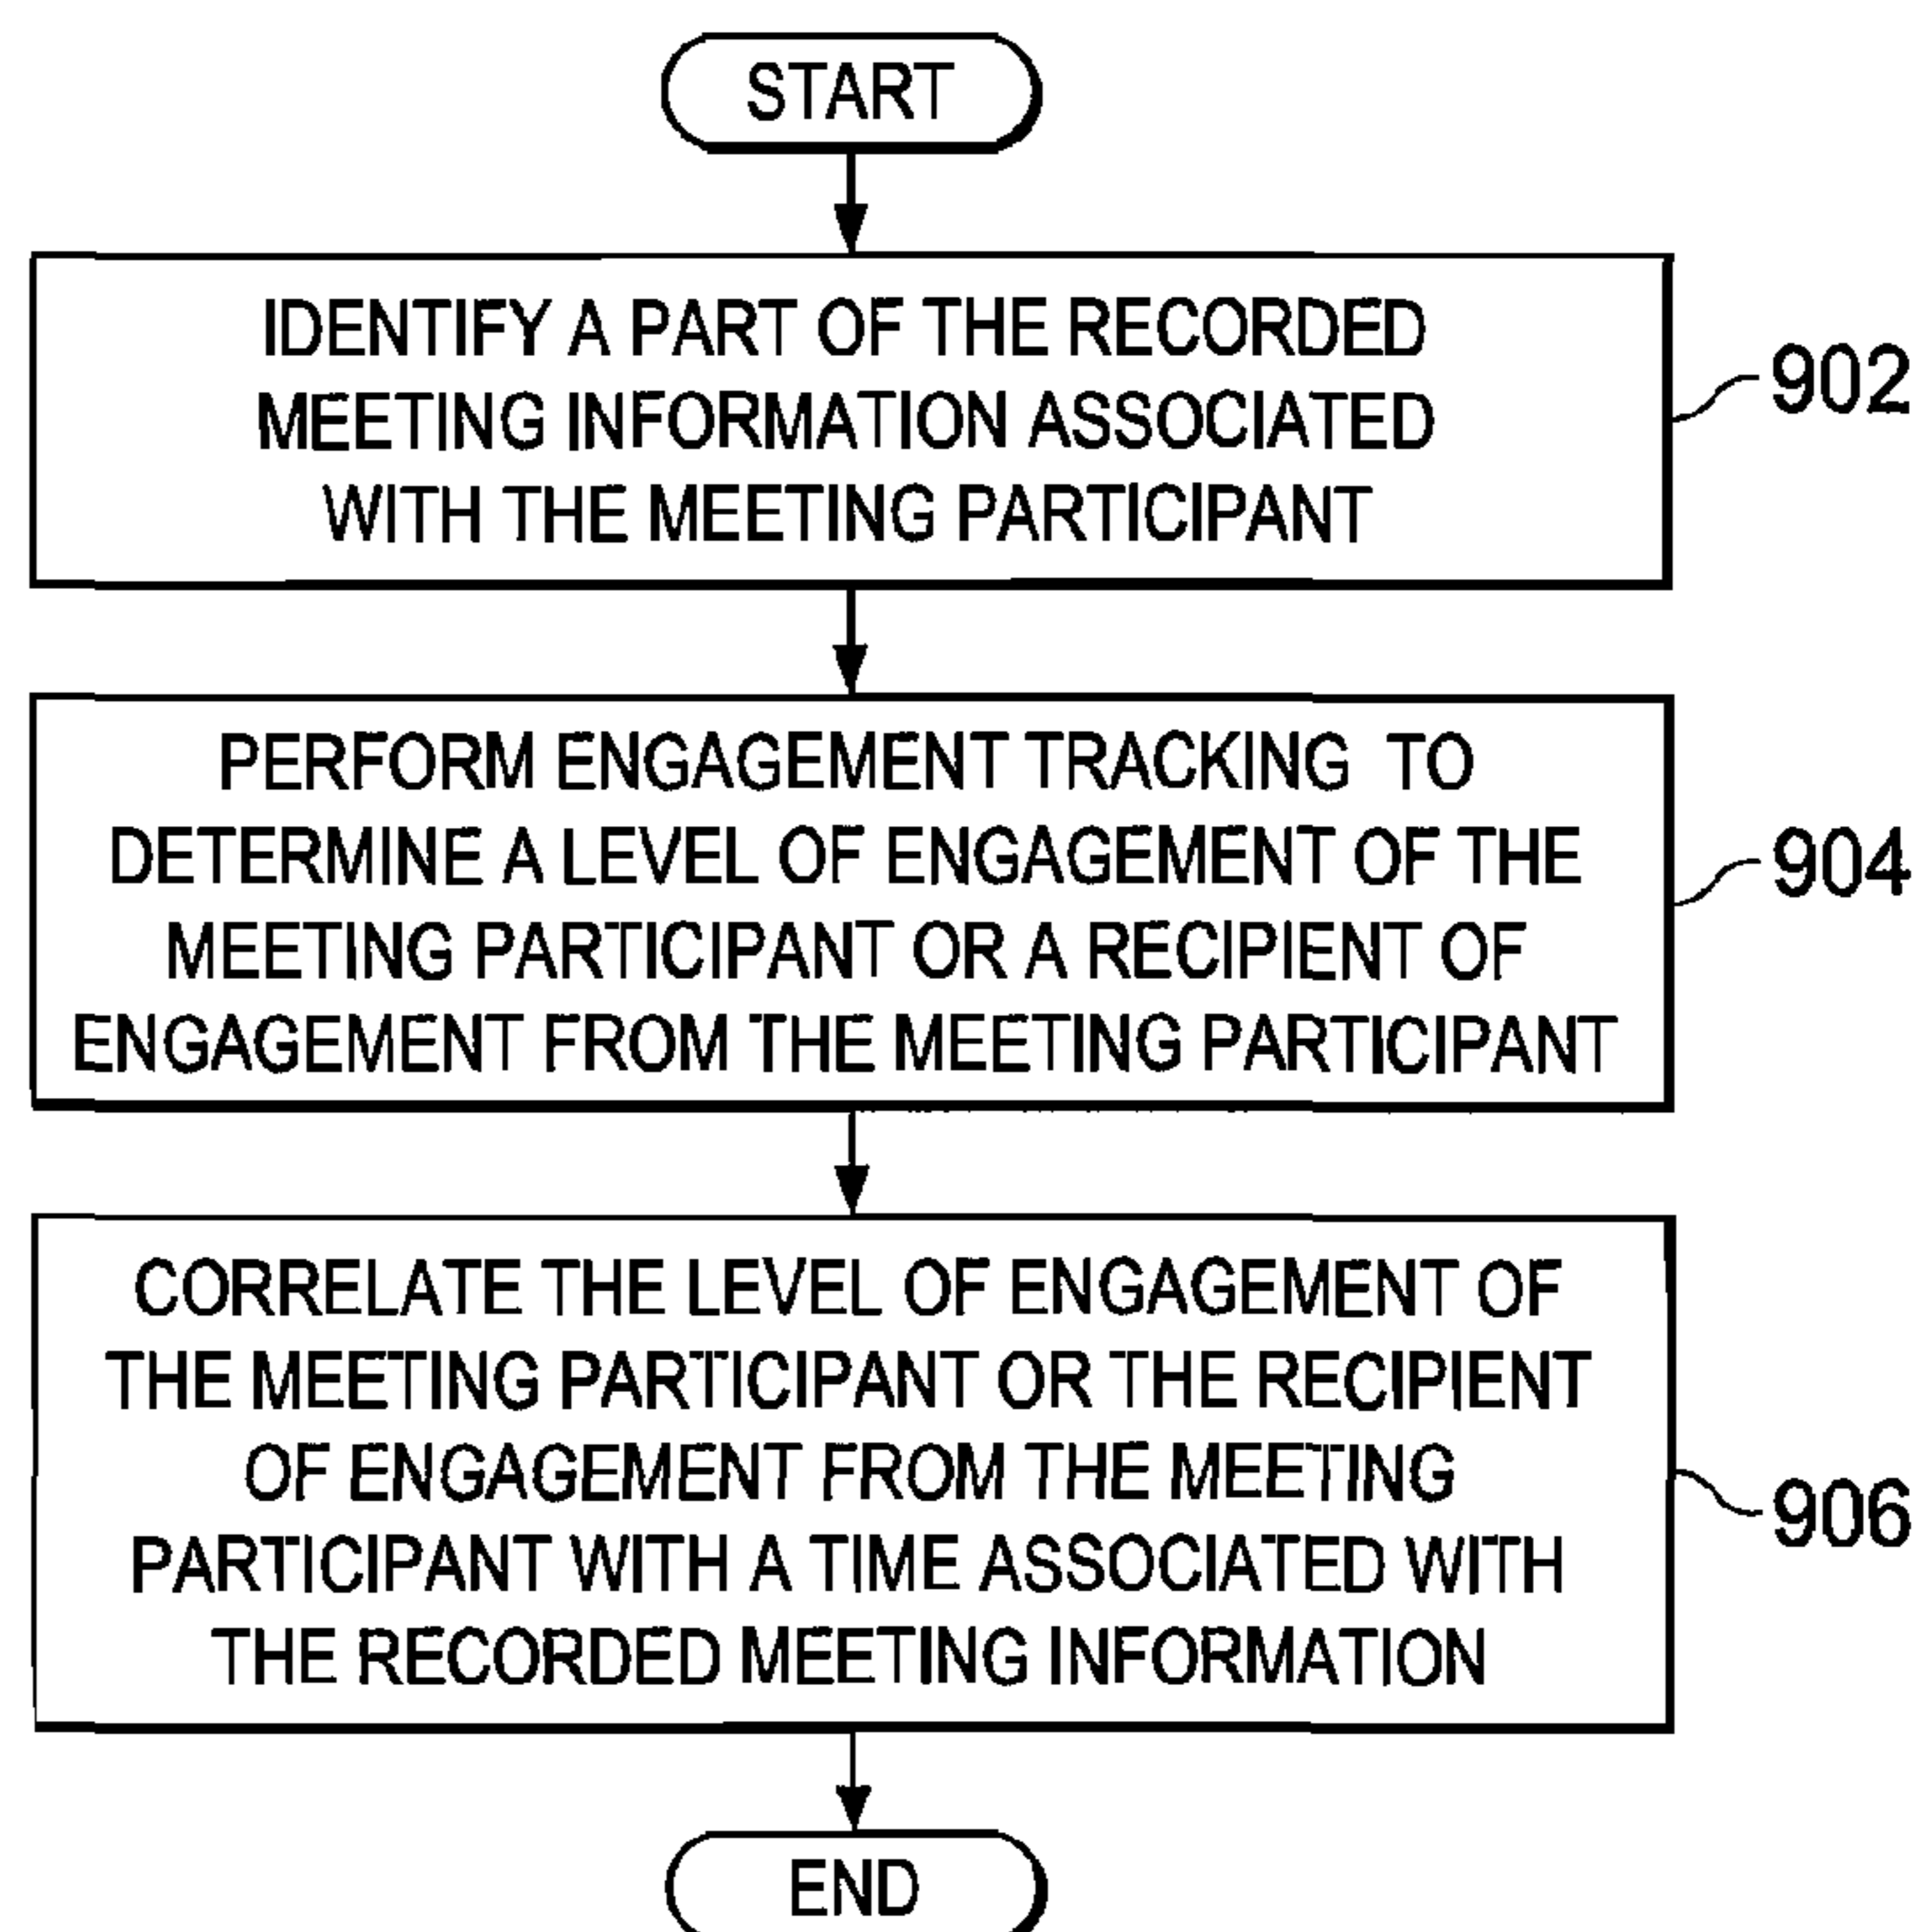 START
IDENTIFY A PART OF THE RECORDED
MEETING INFORMATION ASSOCIATED
WITH THE MEETING PARTICIPANT
902
PERFORM ENGAGEMENT TRACKING TO
DETERMINE A LEVEL OF ENGAGEMENT OF THE
MEETING PARTICIPANT OR A RECIPIENT OF
ENGAGEMENT FROM THE MEETING PARTICIPANT
904
CORRELATE THE LEVEL OF ENGAGEMENT OF
THE MEETING PARTICIPANT OR THE RECIPIENT
OF ENGAGEMENT FROM THE MEETING
PARTICIPANT WITH A TIME ASSOCIATED WITH
THE RECORDED MEETING INFORMATION
906
END